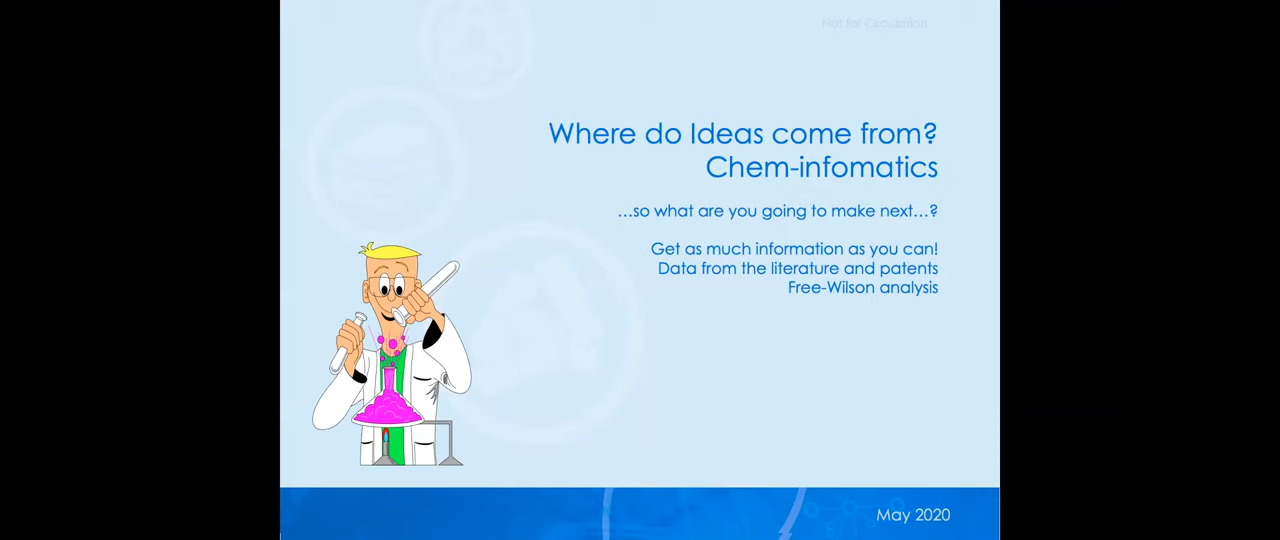 Not for Circulation
Where do Ideas come from?
Chem-infomatics
...so what are you going to make next...?
Get as much information as you can!
Data from the literature and patents
Free-Wilson analysis
May 2020